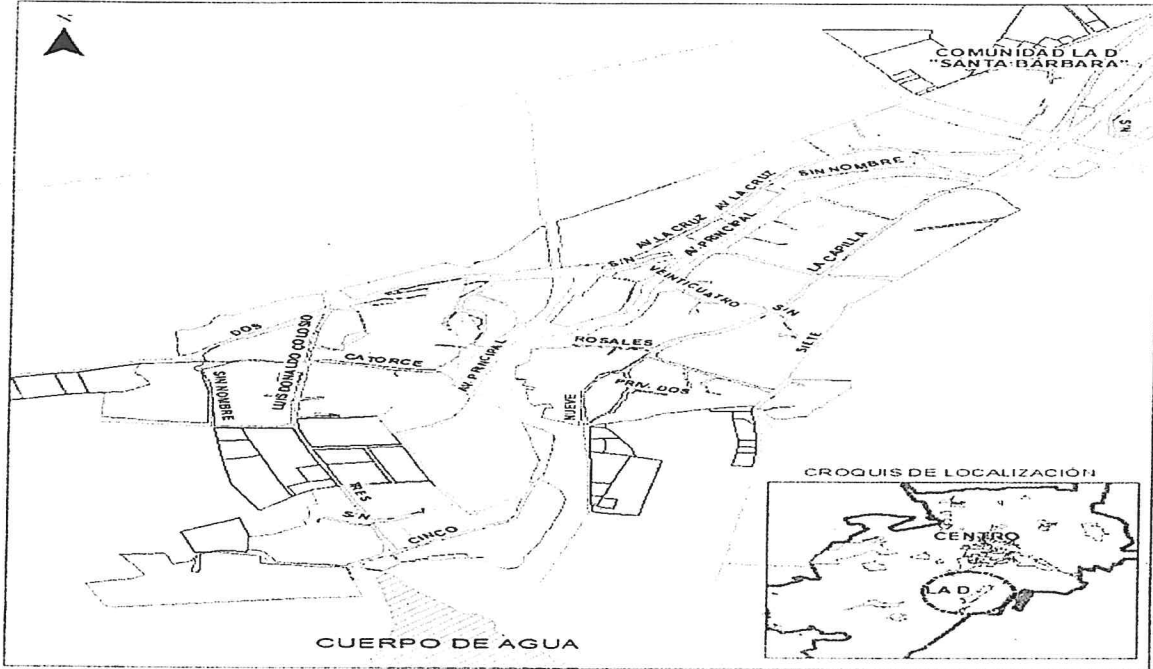 COMUNIDAD LA D
"SANTA BÁRBARA"
S/N
SIN NOMBRE
AV. LA CRUZ
AV. LA CRUZ
AV. PRINCIPAL
S/N
LA CAPILLA
VEINTICUATRO
SIN
DOS
LUIS DONALDO COLOSIO
ROSALES
SIETE
CATORCE
AV. PRINCIPAL
SIN NOMBRE
PRIV. DOS
NUEVE
TRES
S/N
CINCO
CUERPO DE AGUA
CROQUIS DE LOCALIZACIÓN
CENTRO
LA D